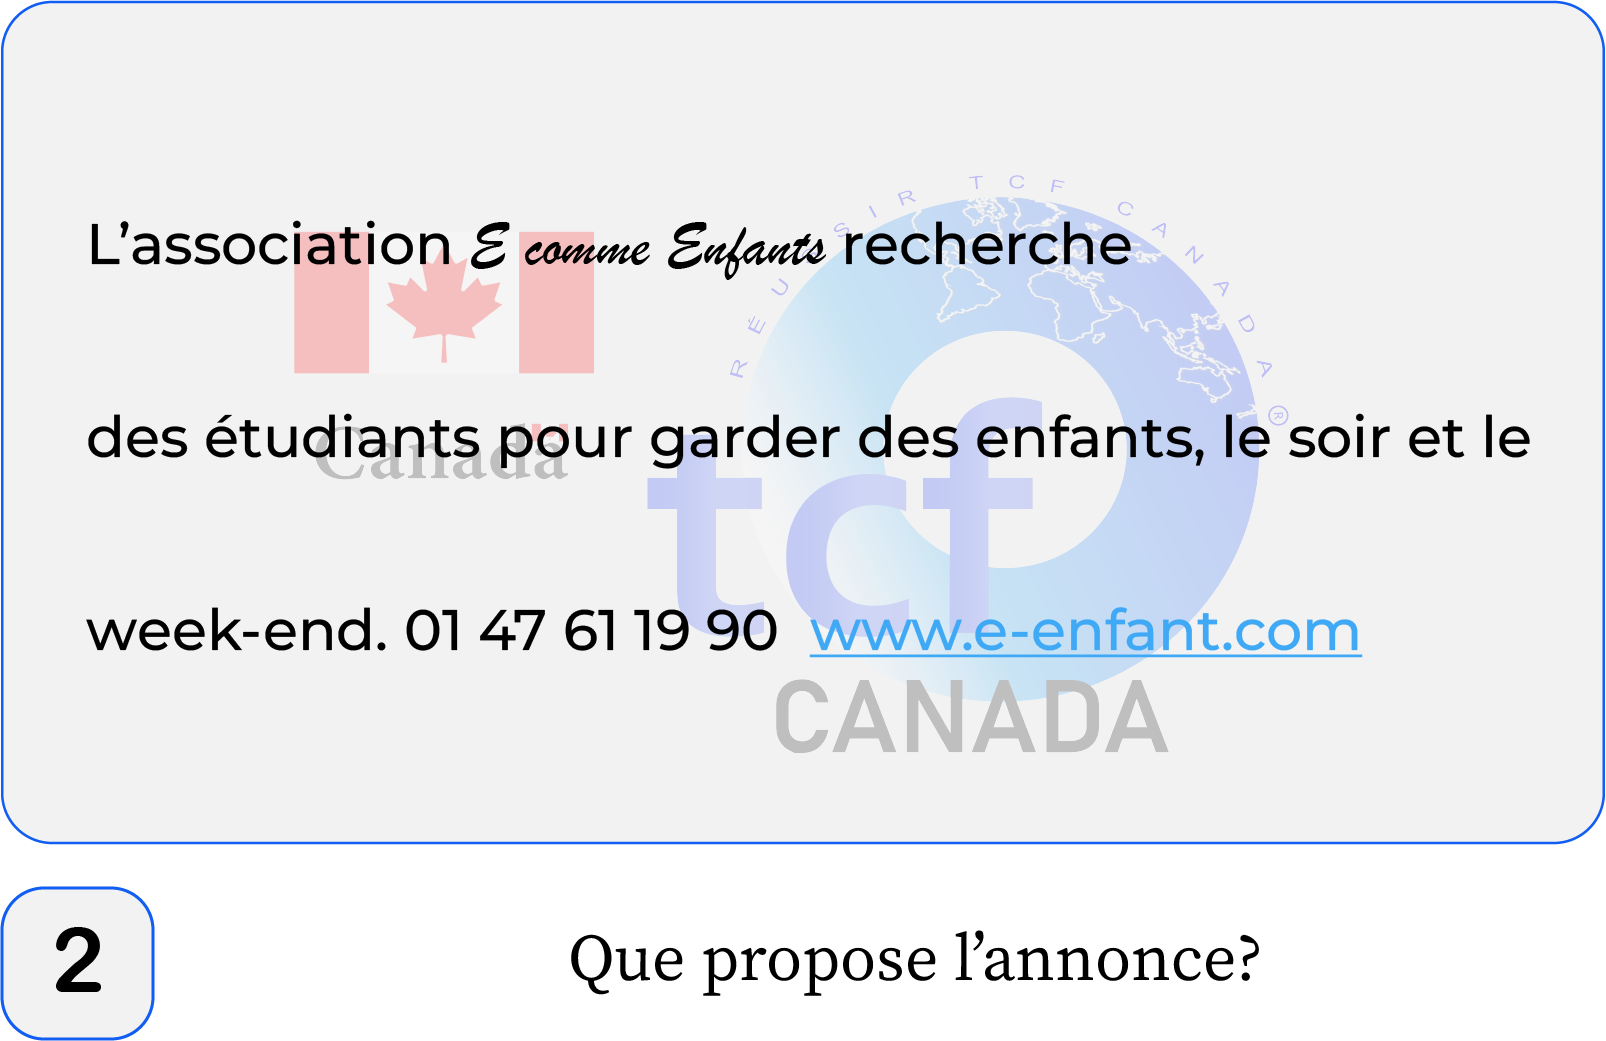 RÉUSSIR TCF CANADA ®
L’association E comme Enfants recherche
des étudiants pour garder des enfants, le soir et le
Canada
tcf
week-end. 01 47 61 19 90 www.e-enfant.com
CANADA
2
Que propose l’annonce?